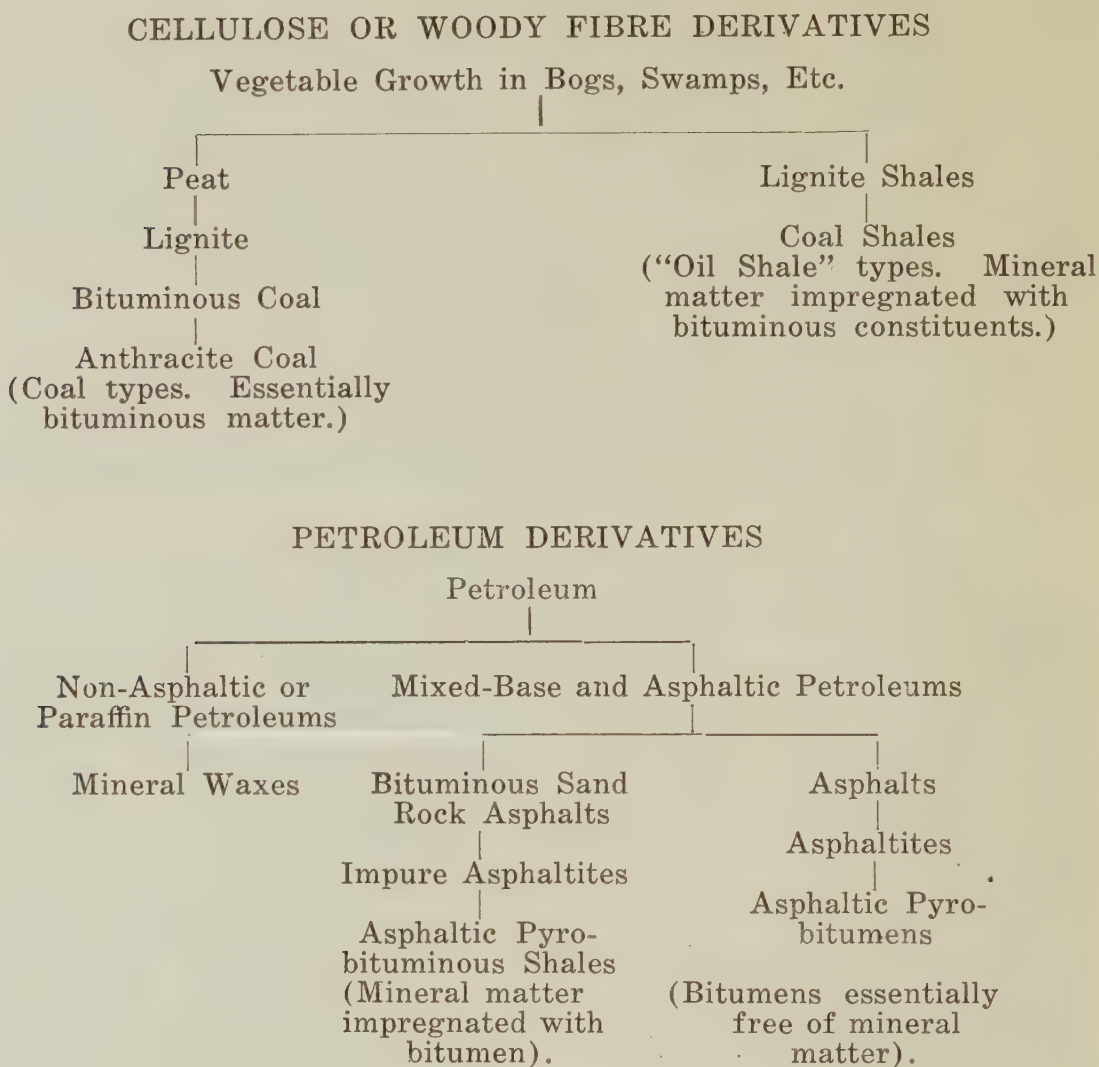 CELLULOSE OR WOODY FIBRE DERIVATIVES
Vegetable Growth in Bogs, Swamps, Etc.
Peat
Lignite
Bituminous Coal
Anthracite Coal
(Coal types. Essentially
bituminous matter.)
Lignite Shales
Coal Shales
("Oil Shale" types. Mineral
matter impregnated with
bituminous constituents.)
PETROLEUM DERIVATIVES
Petroleum
Non-Asphaltic or
Paraffin Petroleums
Mineral Waxes
Mixed-Base and Asphaltic Petroleums
Bituminous Sand
Rock Asphalts
Impure Asphaltites
Asphaltic Pyro-
bituminous Shales
(Mineral matter
impregnated with
bitumen).
Asphalts
Asphaltites
Asphaltic Pyro-
bitumens
(Bitumens essentially
free of mineral
matter).